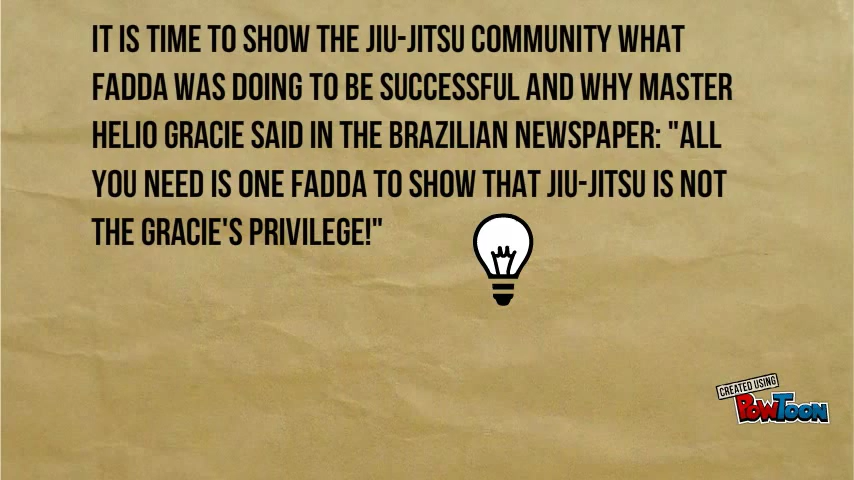 IT IS TIME TO SHOW THE JIU-JITSU COMMUNITY WHAT
FADDA WAS DOING TO BE SUCCESSFUL AND WHY MASTER
HELIO GRACIE SAID IN THE BRAZILIAN NEWSPAPER: "ALL
YOU NEED IS ONE FADDA TO SHOW THAT JIU-JITSU IS NOT
THE GRACIE'S PRIVILEGE!"
CREATED USING
POWTOON